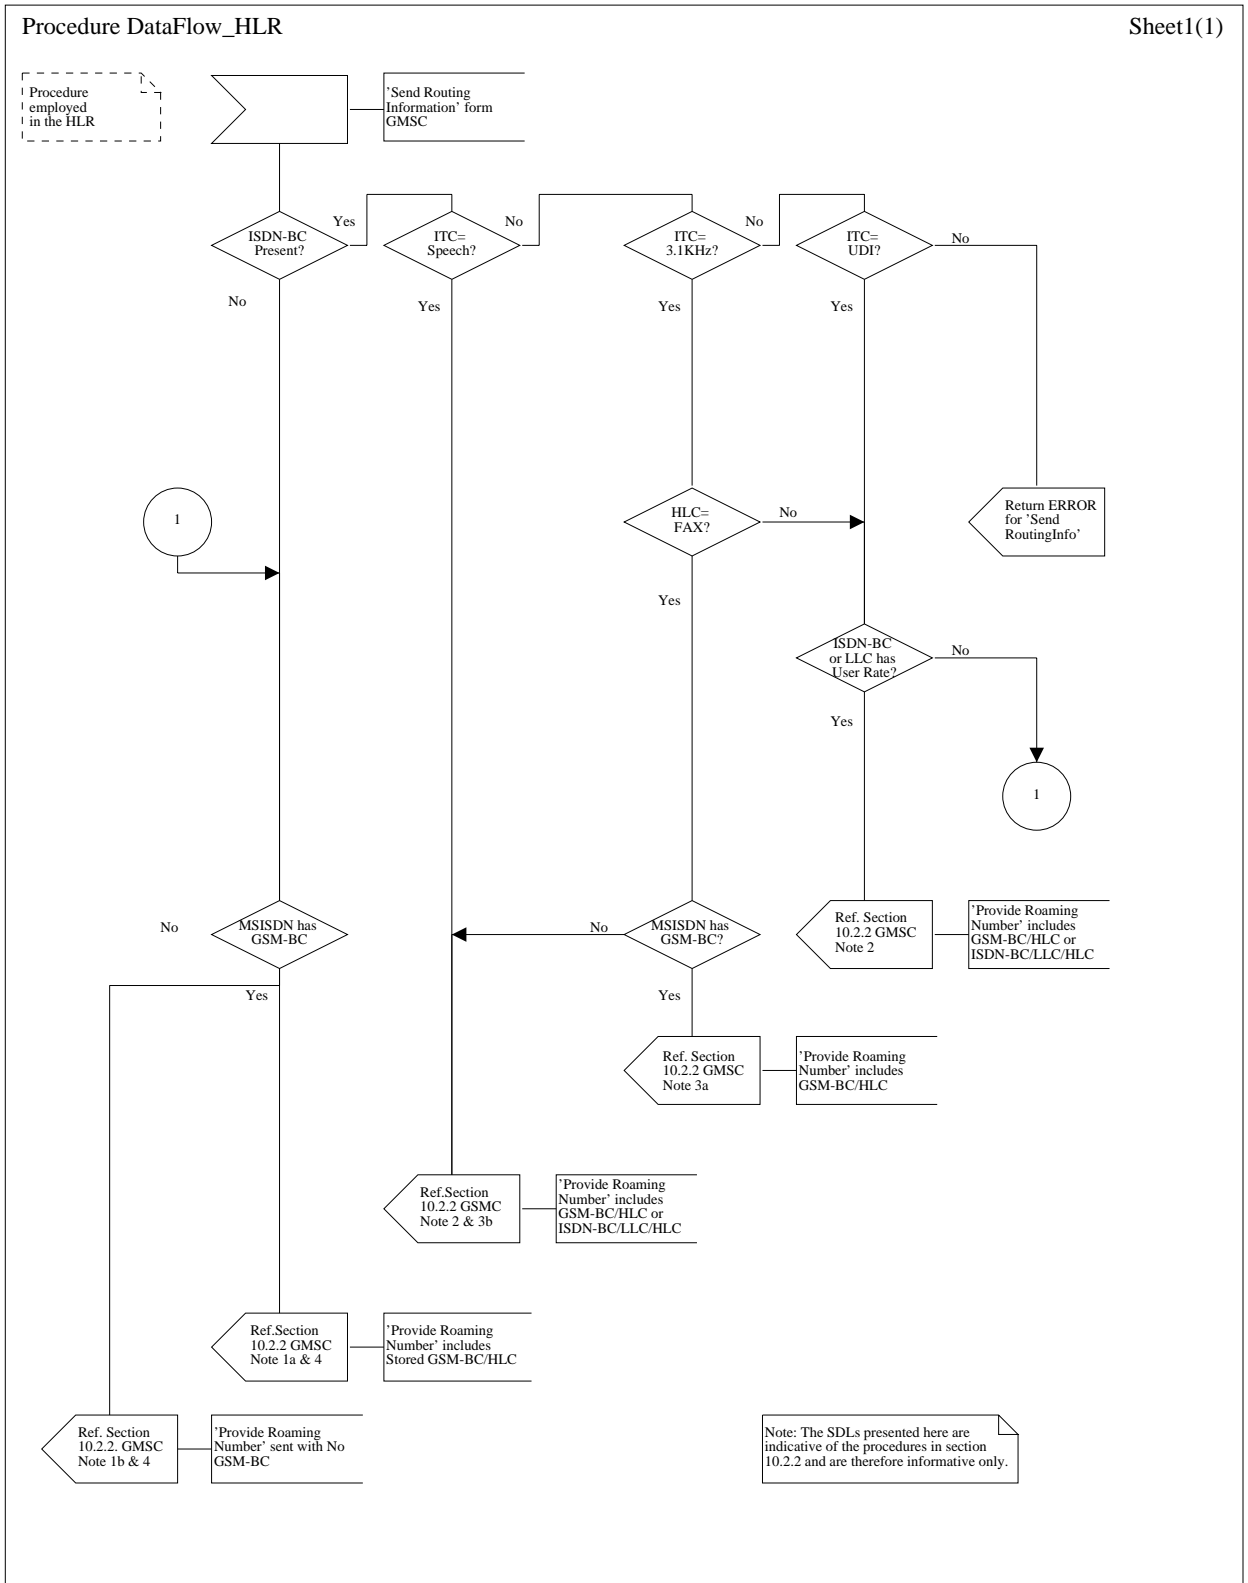 Procedure DataFlow_HLR
Sheet1(1)
Procedure
employed
in the HLR
'Send Routing
Information' form
GMSC
ISDN-BC
Present?
Yes
No
ITC=
Speech?
No
Yes
ITC=
3.1KHz?
No
Yes
ITC=
UDI?
No
Yes
1
HLC=
FAX?
No
Yes
Return ERROR
for 'Send
RoutingInfo'
ISDN-BC
or LLC has
User Rate?
No
Yes
1
No
MSISDN has
GSM-BC
Yes
No
MSISDN has
GSM-BC?
Yes
Ref. Section
10.2.2 GMSC
Note 2
'Provide Roaming
Number' includes
GSM-BC/HLC or
ISDN-BC/LLC/HLC
Ref. Section
10.2.2 GMSC
Note 3a
'Provide Roaming
Number' includes
GSM-BC/HLC
Ref.Section
10.2.2 GSMC
Note 2 & 3b
'Provide Roaming
Number' includes
GSM-BC/HLC or
ISDN-BC/LLC/HLC
Ref.Section
10.2.2 GMSC
Note 1a & 4
'Provide Roaming
Number' includes
Stored GSM-BC/HLC
Ref. Section
10.2.2. GMSC
Note 1b & 4
'Provide Roaming
Number' sent with No
GSM-BC
Note: The SDLs presented here are
indicative of the procedures in section
10.2.2 and are therefore informative only.